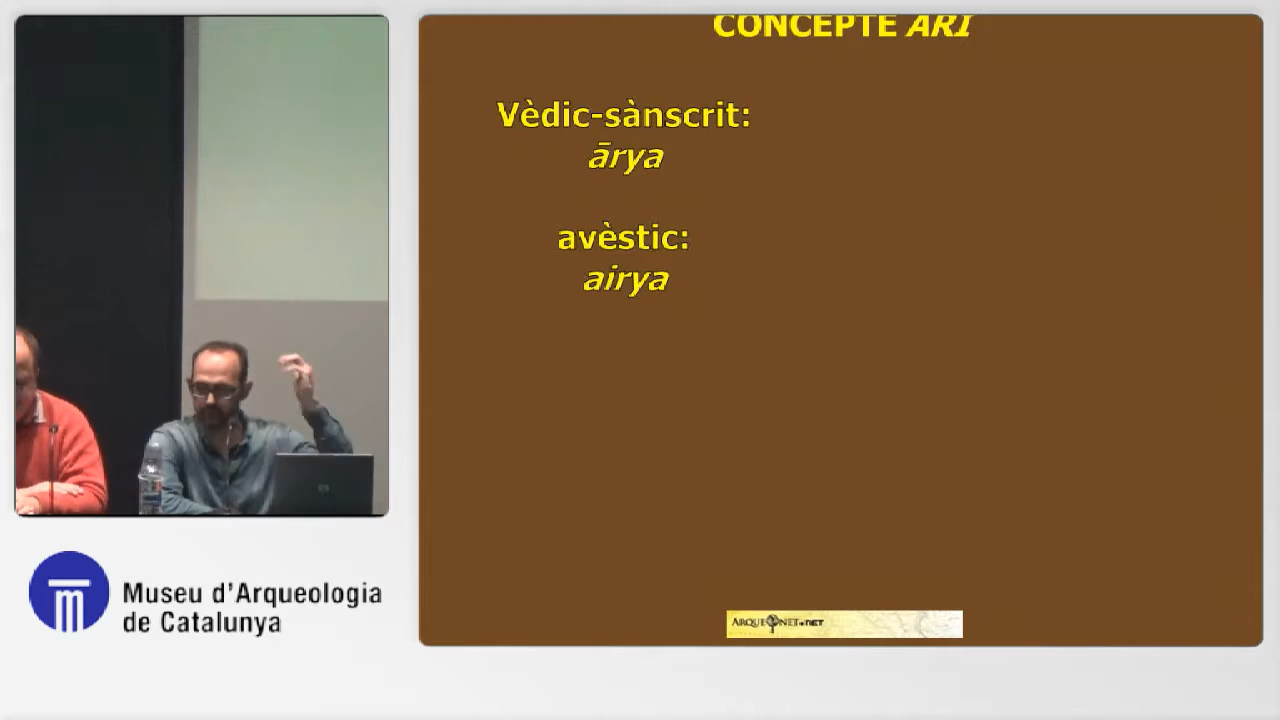 CONCEPTE ARI
Vèdic-sànscrit:
ārya
avèstic:
airya
Museu d'Arqueologia
de Catalunya
ARQUEONET.NET